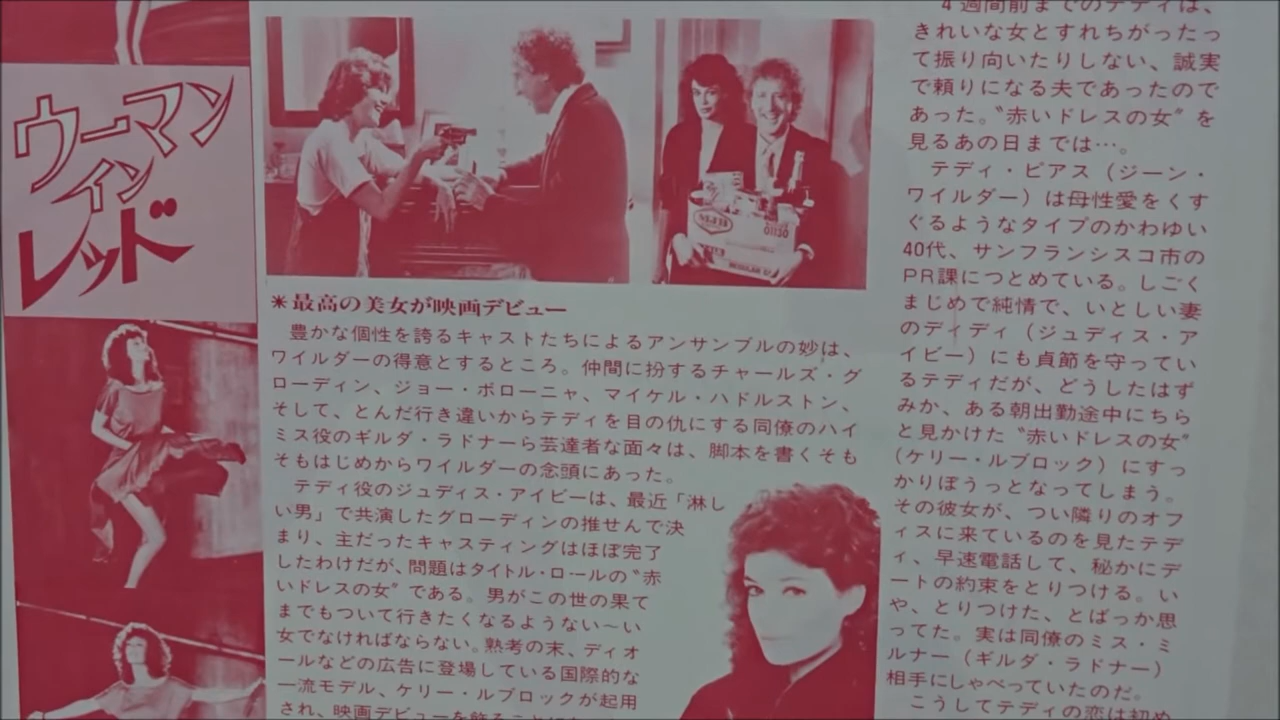 ウーマン
イン
レッド
✳最高の美女が映画デビュー
豊かな個性を誇るキャストたちによるアンサンブルの妙は、
ワイルダーの得意とするところ。仲間に扮するチャールズ・グ
ローディン、ジョー・ボローニャ、マイケル・ハドルストン、
そして、とんだ行き違いからテディを目の仇にする同僚のハイ
ミス役のギルダ・ラドナーら芸達者な面々は、脚本を書くそも
そもはじめからワイルダーの念頭にあった。
テディ役のジュディス・アイビーは、最近「淋し
い男」で共演したグローディンの推せんで決
まり、主だったキャスティングはほぼ完了
したわけだが、問題はタイトル・ロールの〝赤
いドレスの女〟である。男がこの世の果て
までもついて行きたくなるようない～い
女でなければならない。熟考の末、ディオ
ールなどの広告に登場している国際的な
一流モデル、ケリー・ルブロックが起用
され、映画デビューを飾ることに
4週間前までのテディは、
きれいな女とすれちがったっ
て振り向いたりしない、誠実
で頼りになる夫であったので
あった。〝赤いドレスの女〟を
見るあの日までは…。
テディ・ピアス（ジーン・
ワイルダー）は母性愛をくす
ぐるようなタイプのかわゆい
40代、サンフランシスコ市の
PR課につとめている。しごく
まじめで純情で、いとしい妻
のディディ（ジュディス・ア
イビー）にも貞節を守ってい
るテディだが、どうしたはず
みか、ある朝出勤途中にちら
と見かけた〝赤いドレスの女〟
（ケリー・ルブロック）にすっ
かりぽうっとなってしまう。
その彼女が、つい隣りのオフ
ィスに来ているのを見たテデ
ィ、早速電話して、秘かにデ
ートの約束をとりつける。い
や、とりつけた、とばっか思
ってた。実は同僚のミス・ミ
ルナー（ギルダ・ラドナー）
相手にしゃべっていたのだ。
こうしてテディの恋は初め